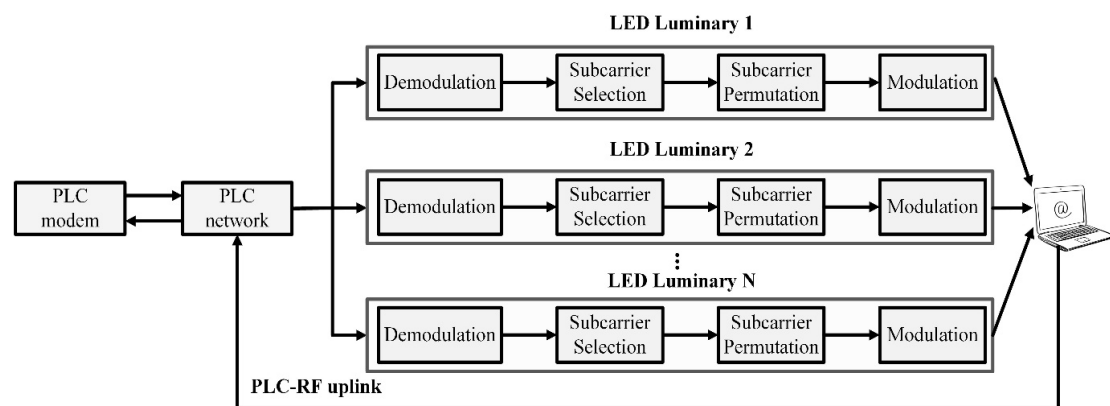 LED Luminary 1
Demodulation
Subcarrier
Selection
Subcarrier
Permutation
Modulation
LED Luminary 2
PLC
modem
PLC
network
Demodulation
Subcarrier
Selection
Subcarrier
Permutation
Modulation
@
LED Luminary N
Demodulation
Subcarrier
Selection
Subcarrier
Permutation
Modulation
PLC-RF uplink